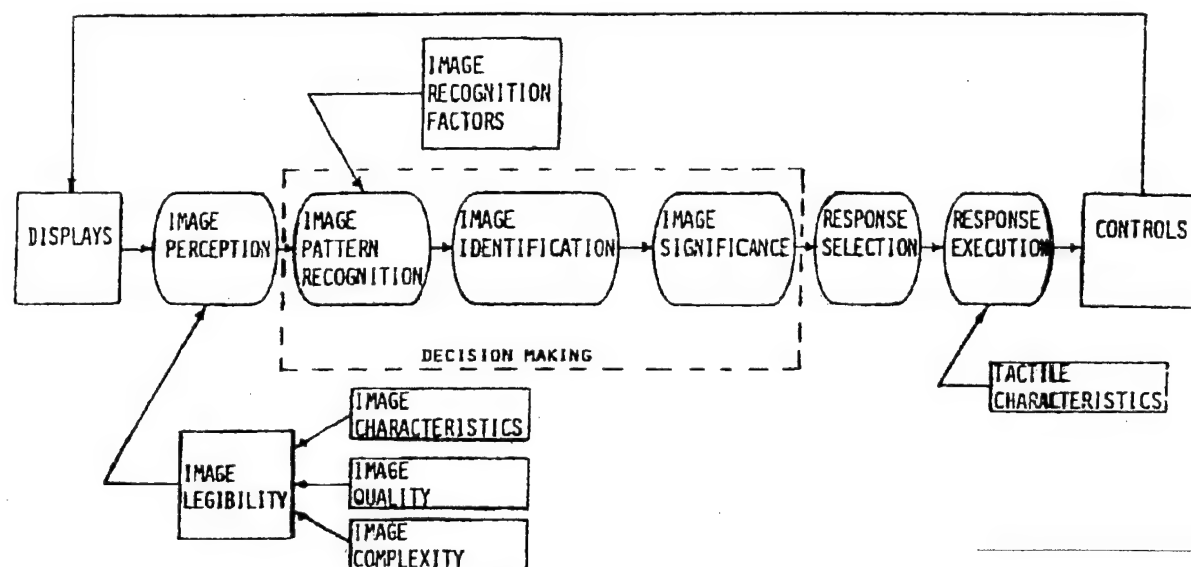 IMAGE
RECOGNITION
FACTORS
DISPLAYS
IMAGE
PERCEPTION
IMAGE
PATTERN
RECOGNITION
IMAGE
IDENTIFICATION
IMAGE
SIGNIFICANCE
RESPONSE
SELECTION
RESPONSE
EXECUTION
CONTROLS
DECISION MAKING
TACTILE
CHARACTERISTICS
IMAGE
LEGIBILITY
IMAGE
CHARACTERISTICS
IMAGE
QUALITY
IMAGE
COMPLEXITY